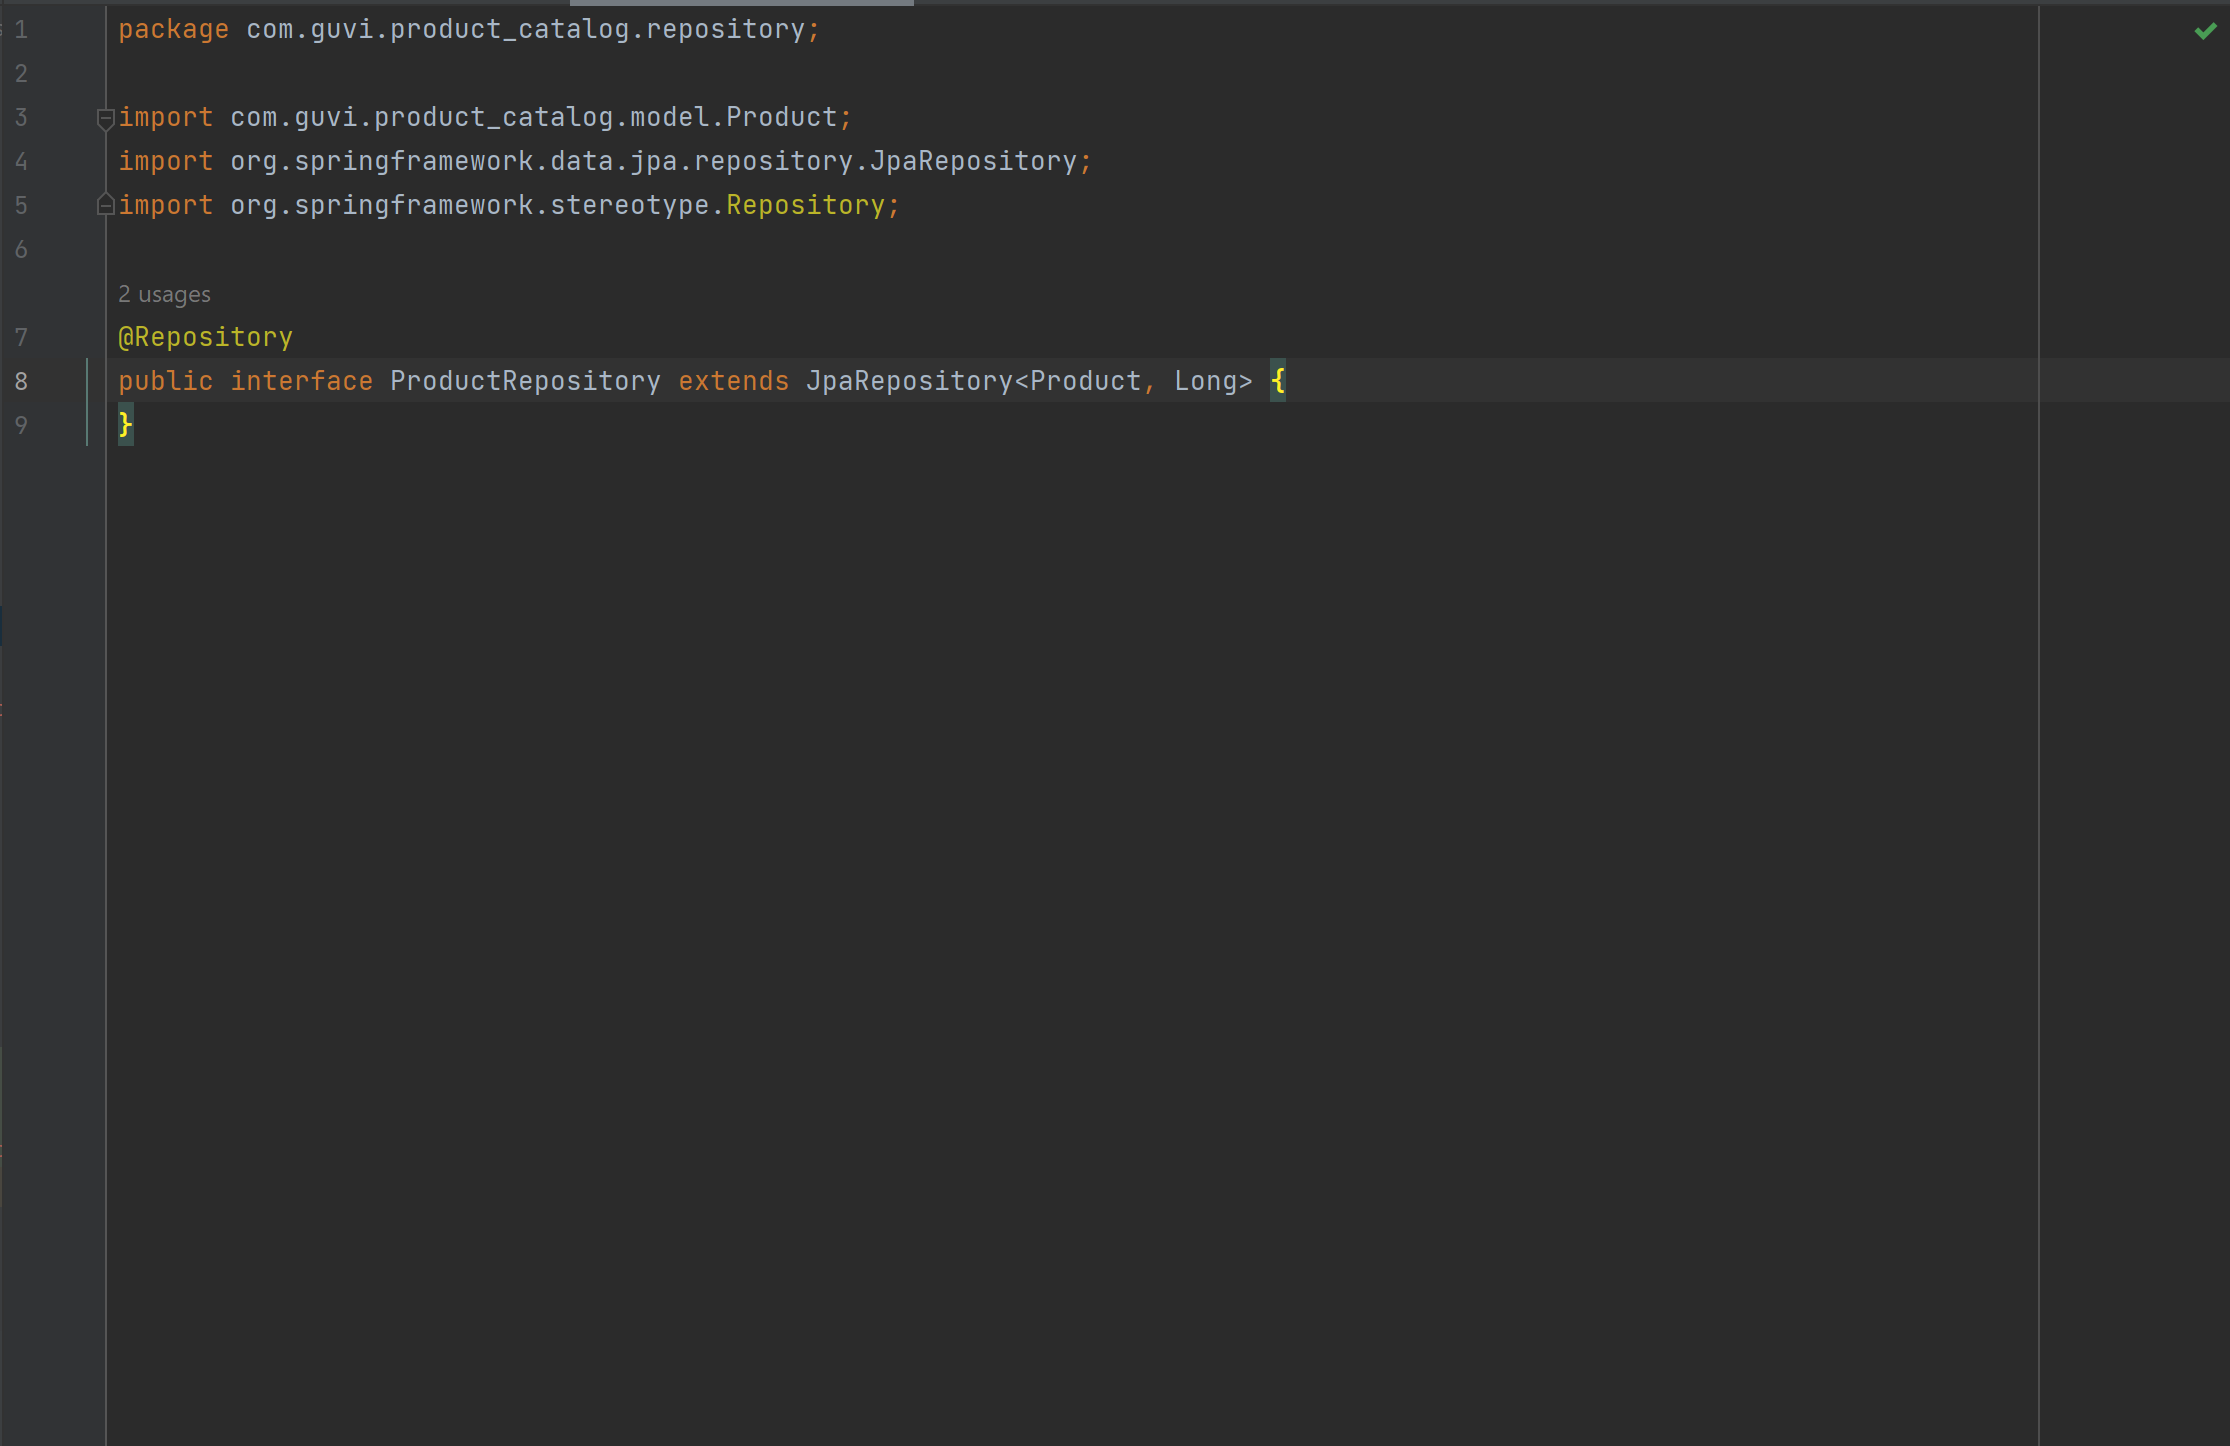 1 package com.guvi.product_catalog.repository;
2
3 import com.guvi.product_catalog.model.Product;
4 import org.springframework.data.jpa.repository.JpaRepository;
5 import org.springframework.stereotype.Repository;
6
2 usages
7 @Repository
8 public interface ProductRepository extends JpaRepository<Product, Long> {
9 }